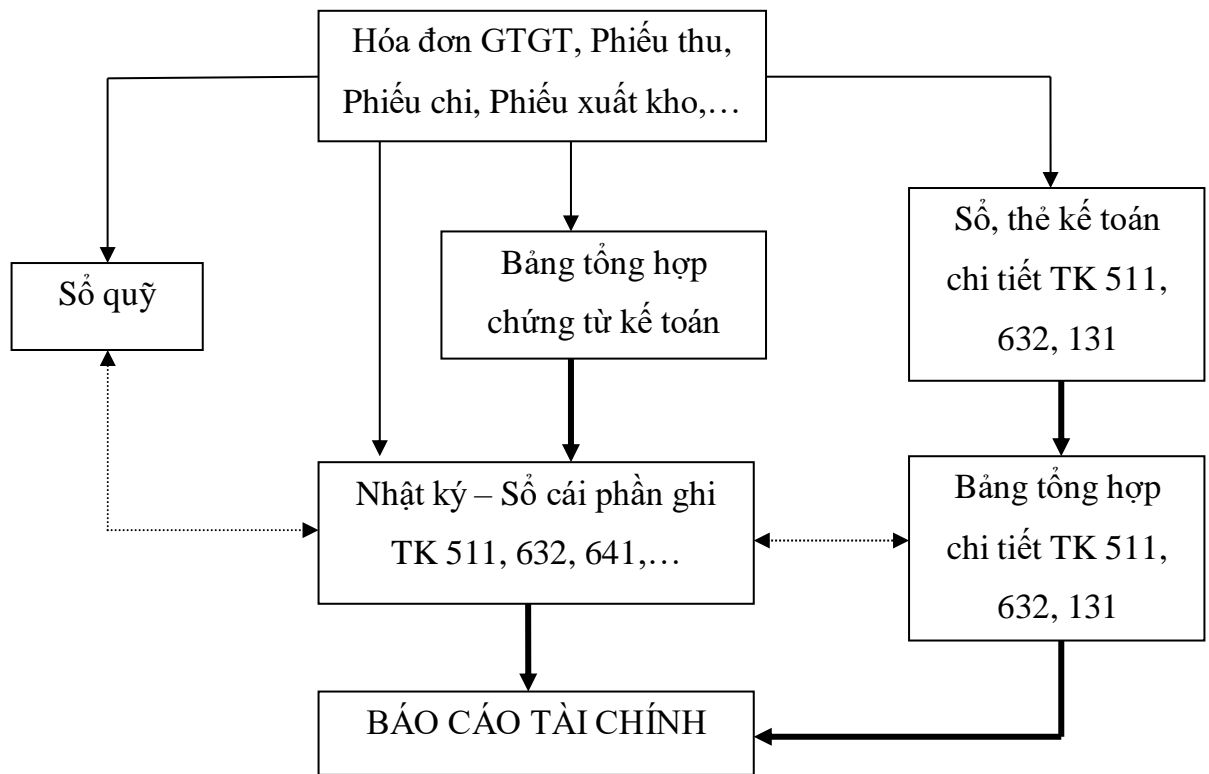 Hóa đơn GTGT, Phiếu thu,
Phiếu chi, Phiếu xuất kho,…
Sổ quỹ
Bảng tổng hợp
chứng từ kế toán
Sổ, thẻ kế toán
chi tiết TK 511,
632, 131
Nhật ký – Sổ cái phần ghi
TK 511, 632, 641,…
Bảng tổng hợp
chi tiết TK 511,
632, 131
BÁO CÁO TÀI CHÍNH